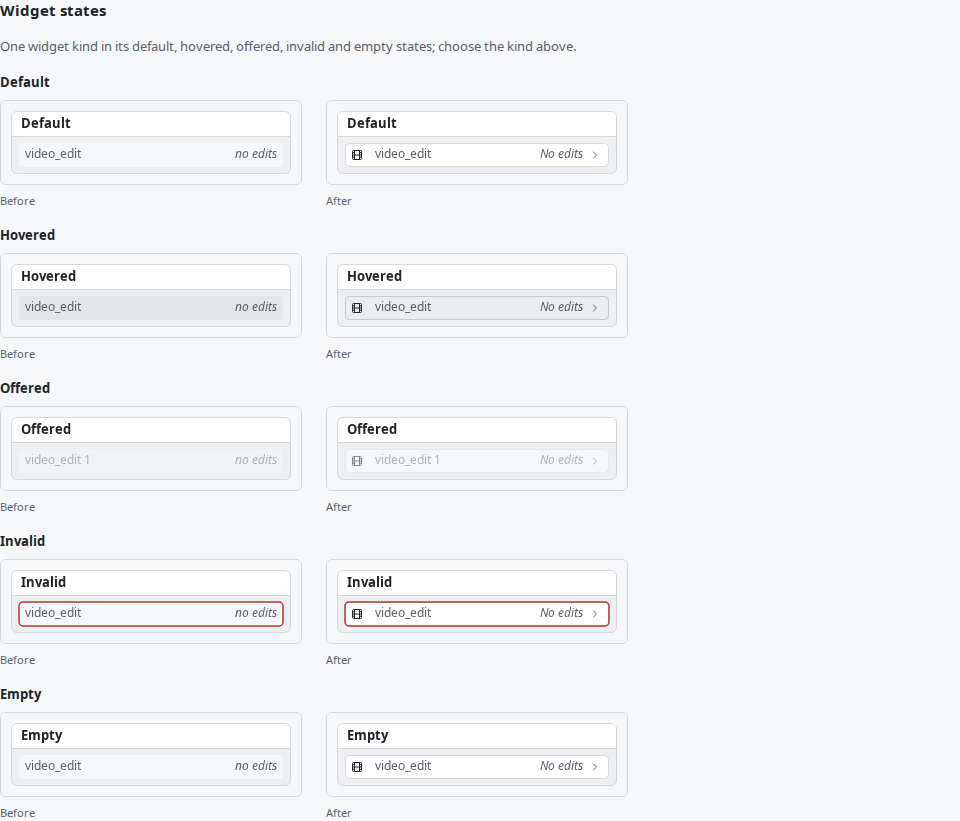 Widget states
One widget kind in its default, hovered, offered, invalid and empty states; choose the kind above.
Default
Default
video_edit no edits
Before
Default
video_edit No edits
After
Hovered
Hovered
video_edit no edits
Before
Hovered
video_edit No edits
After
Offered
Offered
video_edit 1 no edits
Before
Offered
video_edit 1 No edits
After
Invalid
Invalid
video_edit no edits
Before
Invalid
video_edit No edits
After
Empty
Empty
video_edit no edits
Before
Empty
video_edit No edits
After